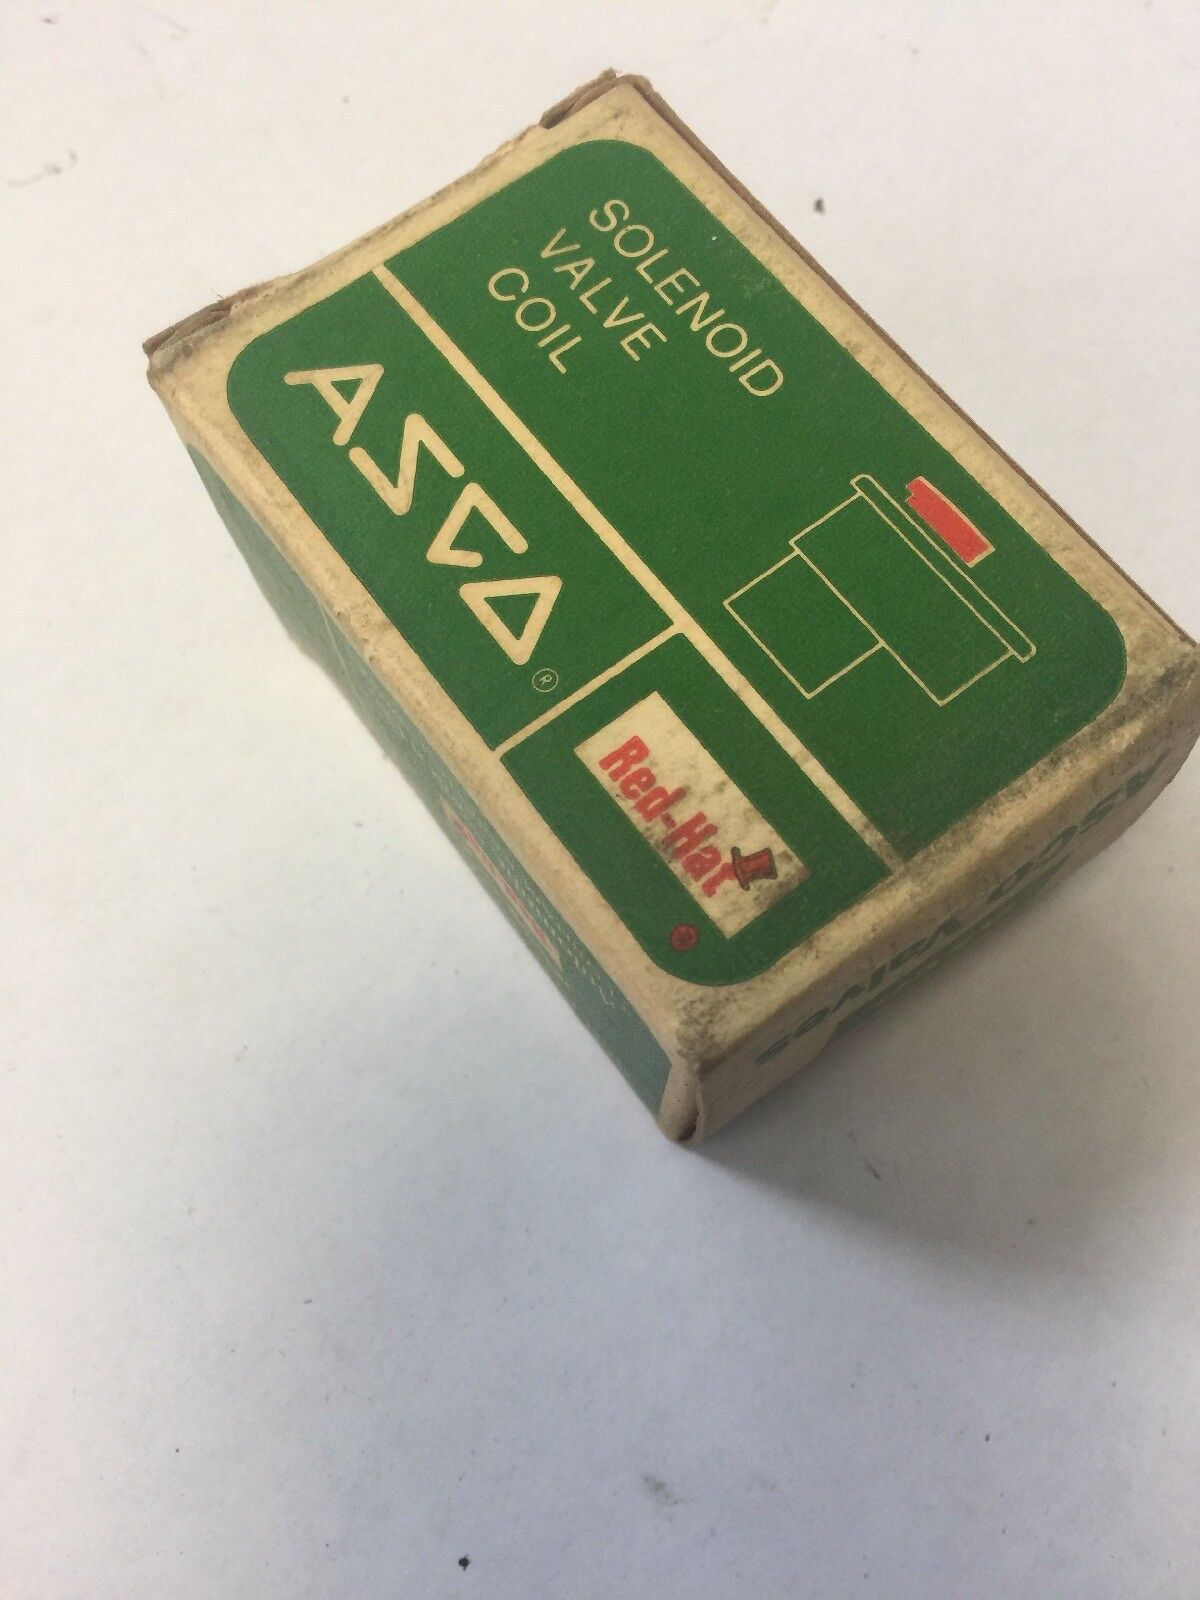 SOLENOID
VALVE
COIL
ASCO®
Red-Hat
®